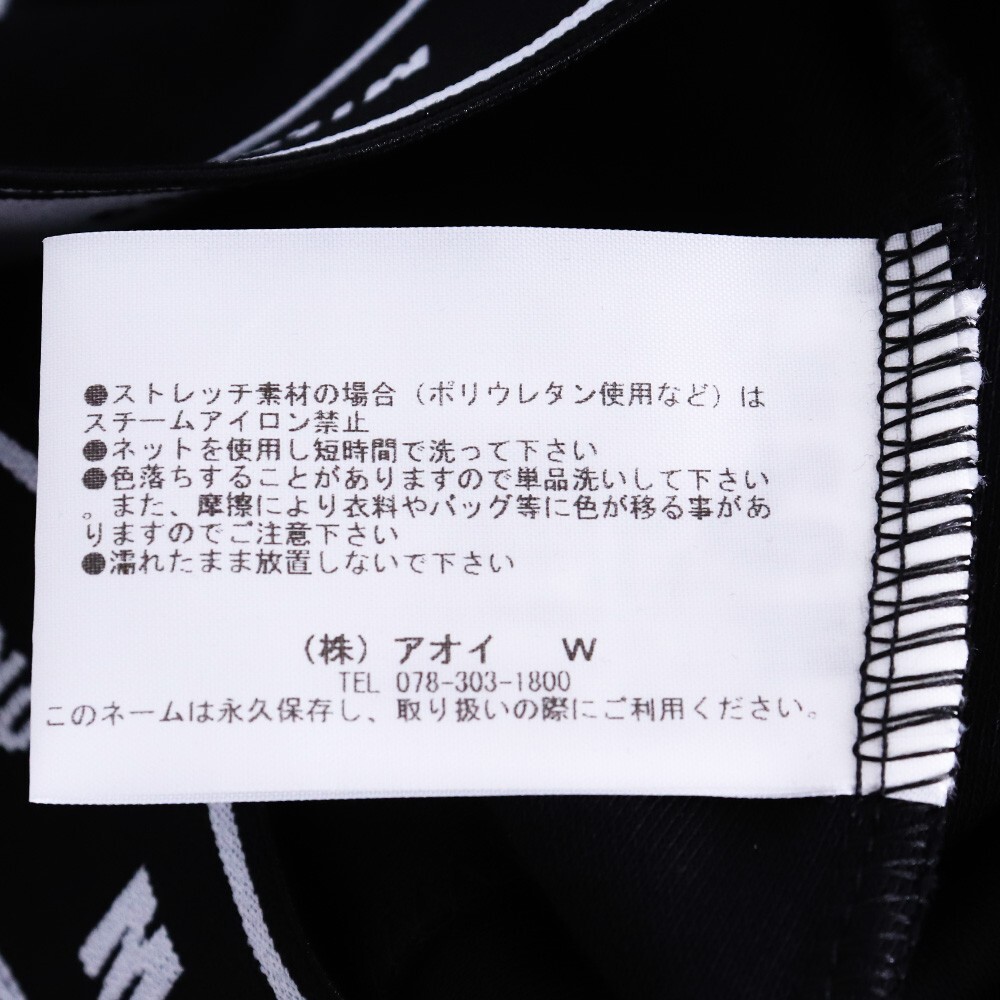 ●ストレッチ素材の場合（ポリウレタン使用など）は
スチームアイロン禁止
●ネットを使用し短時間で洗って下さい
●色落ちすることがありますので単品洗いして下さい
。また、摩擦により衣料やバッグ等に色が移る事があ
りますのでご注意下さい
●濡れたまま放置しないで下さい
（株）アオイ　W
TEL 078-303-1800
このネームは永久保存し、取り扱いの際にご利用ください。